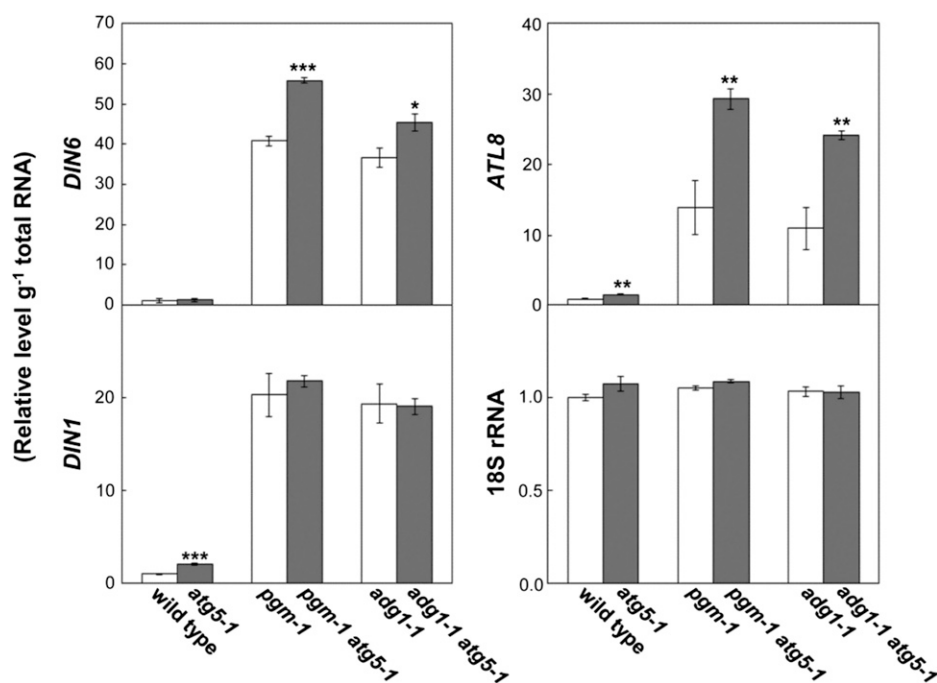 (Relative level g⁻¹ total RNA)
DIN6
70
60
50
40
30
20
10
0
***
*
ATL8
40
30
20
10
0
**
**
**
DIN1
20
10
0
***
18S rRNA
1.0
0.5
0.0
wild type
atg5-1
pgm-1
pgm-1 atg5-1
adg1-1
adg1-1 atg5-1
wild type
atg5-1
pgm-1
pgm-1 atg5-1
adg1-1
adg1-1 atg5-1